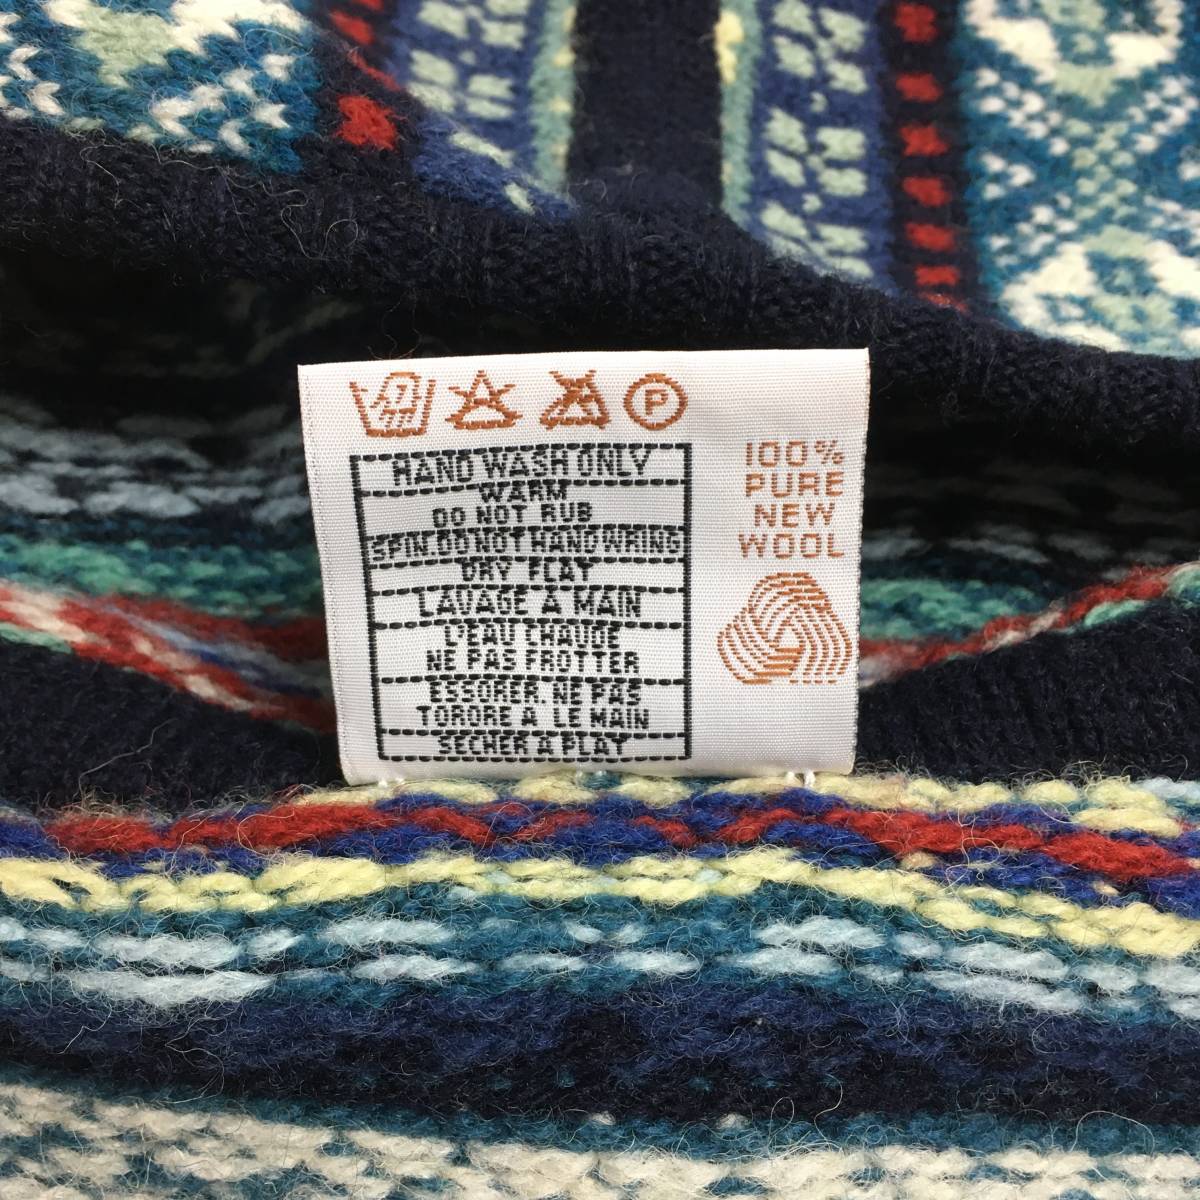 P
HAND WASH ONLY
WARM
DO NOT RUB
SPIN.DO NOT HAND WRING
DRY FLAT
LAVAGE A MAIN
L'EAU CHAUDE
NE PAS FROTTER
ESSORER. NE PAS
TORDRE A LE MAIN
SECHER A PLAT
100%
PURE
NEW
WOOL